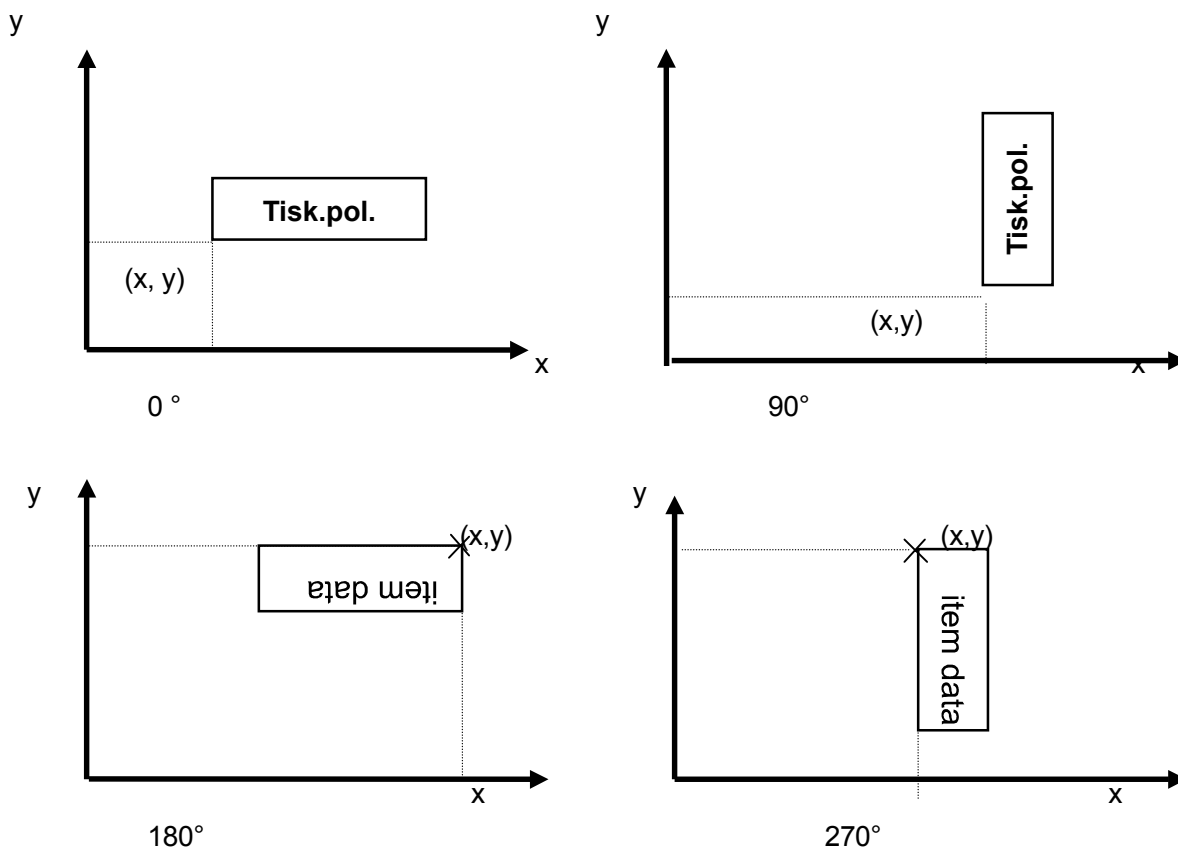 y
Tisk.pol.
(x, y)
x
0 °
y
Tisk.pol.
(x,y)
x
90°
y
(x,y)
item data
x
180°
y
(x,y)
item data
x
270°